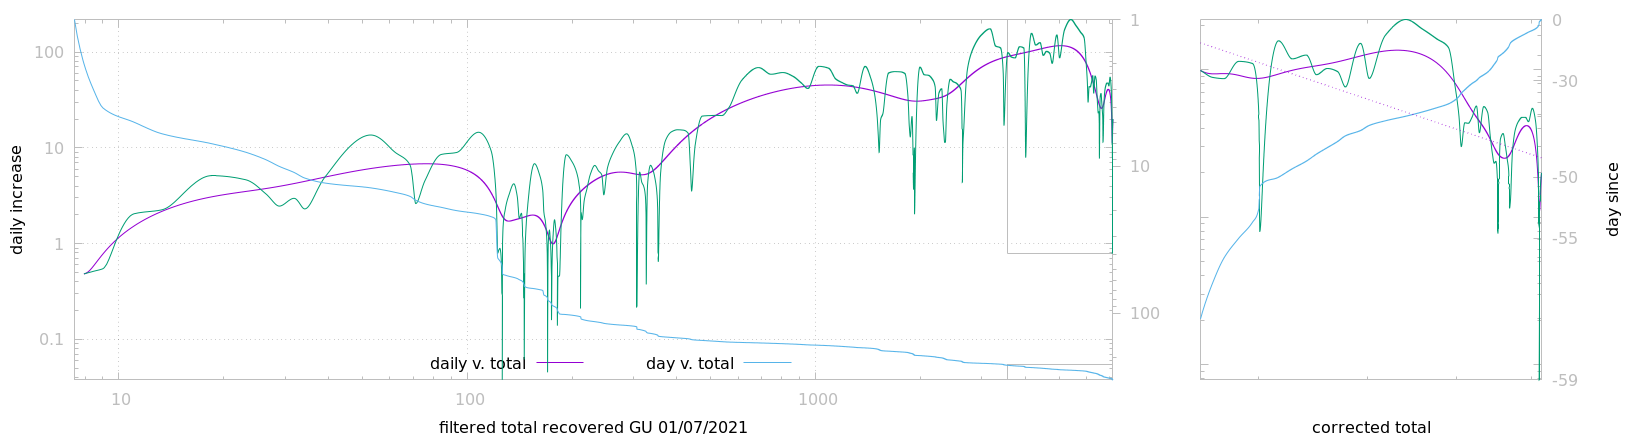 100
10
1
0.1
daily increase
10
100
1000
filtered total recovered GU 01/07/2021
daily v. total
day v. total
1
10
100
0
-30
-50
-55
-59
day since
corrected total